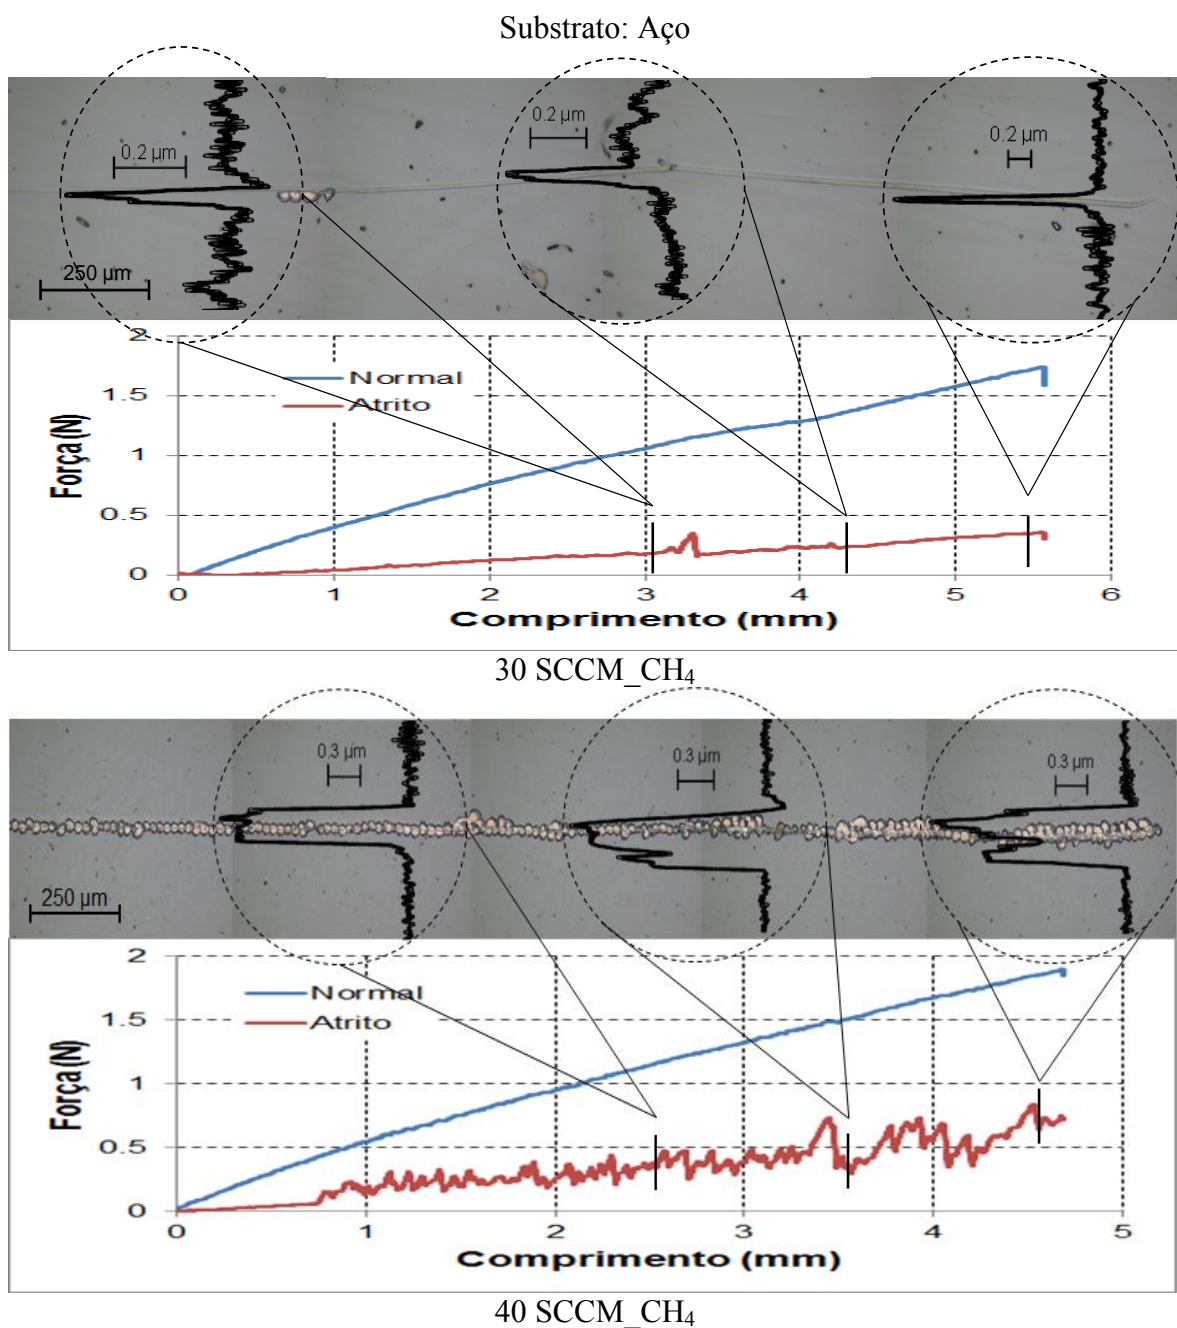 Substrato: Aço
0.2 µm
0.2 µm
0.2 µm
250 µm
2
Normal
1.5
Atrito
Força(N)
1
0.5
0
0 1 2 3 4 5 6
Comprimento (mm)
30 SCCM_CH₄
0.3 µm
0.3 µm
0.3 µm
250 µm
2
Normal
1.5
Atrito
Força(N)
1
0.5
0
0 1 2 3 4 5
Comprimento (mm)
40 SCCM_CH₄